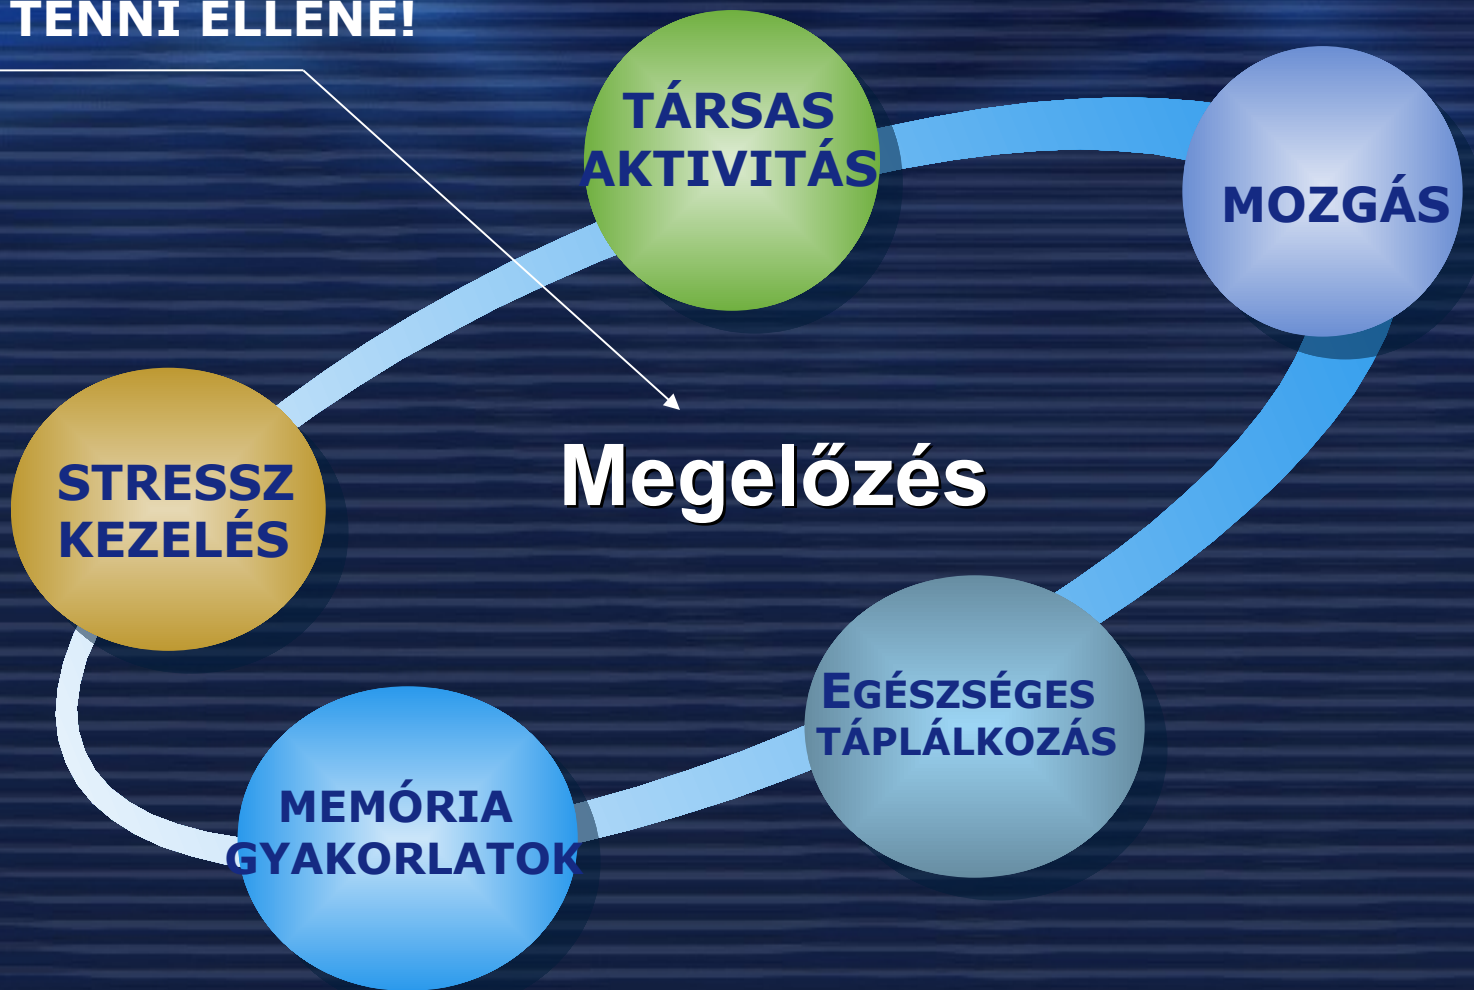 TENNI ELLENE!
TÁRSAS
AKTIVITÁS
MOZGÁS
STRESSZ
KEZELÉS
Megelőzés
EGÉSZSÉGES
TÁPLÁLKOZÁS
MEMÓRIA
GYAKORLATOK